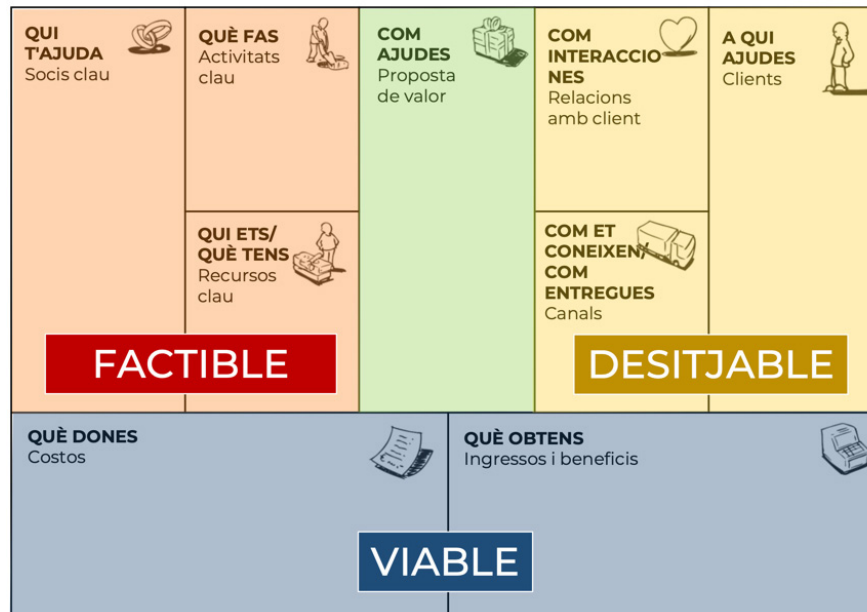 QUI
T'AJUDA
Socis clau
QUÈ FAS
Activitats
clau
QUI ETS/
QUÈ TENS
Recursos
clau
COM
AJUDES
Proposta
de valor
COM
INTERACCIO
NES
Relacions
amb client
COM ET
CONEIXEN/
COM
ENTREGUES
Canals
A QUI
AJUDES
Clients
FACTIBLE
DESITJABLE
QUÈ DONES
Costos
QUÈ OBTENS
Ingressos i beneficis
VIABLE